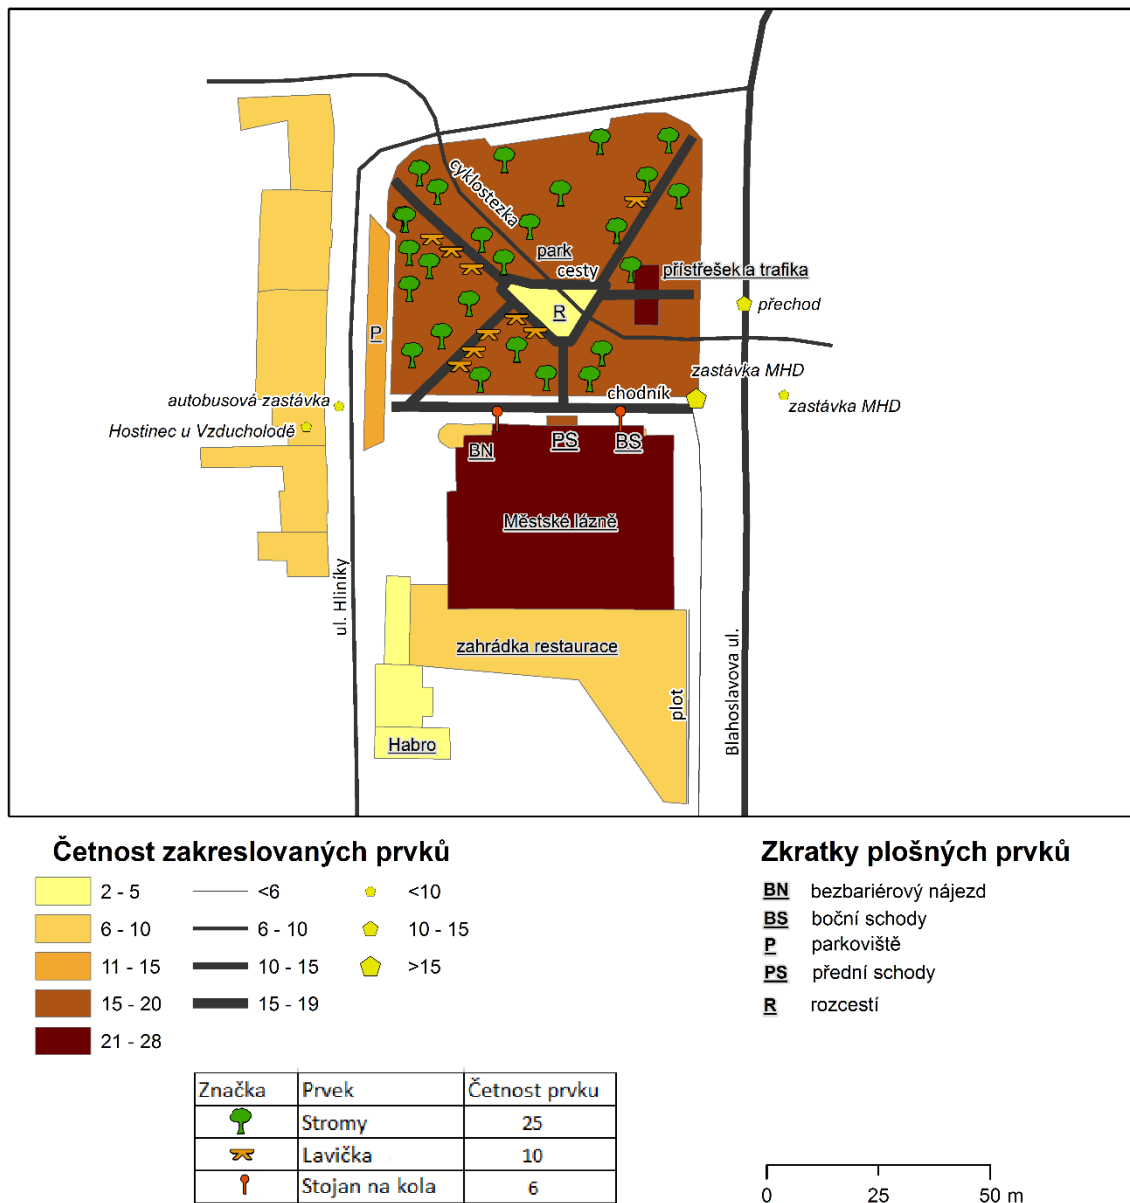 cyklostezka
park
cesty
přístřešek a trafika
R
přechod
P
zastávka MHD
autobusová zastávka
chodník
zastávka MHD
Hostinec u Vzducholodě
BN
PS
BS
Městské lázně
ul. Hliníky
zahrádka restaurace
plot
Blahoslavova ul.
Habro
Četnost zakreslovaných prvků
2 - 5
<6
<10
6 - 10
6 - 10
10 - 15
11 - 15
10 - 15
>15
15 - 20
15 - 19
21 - 28
Zkratky plošných prvků
BN bezbariérový nájezd
BS boční schody
P parkoviště
PS přední schody
R rozcestí
Značka Prvek Četnost prvku
Stromy 25
Lavička 10
Stojan na kola 6
0 25 50 m